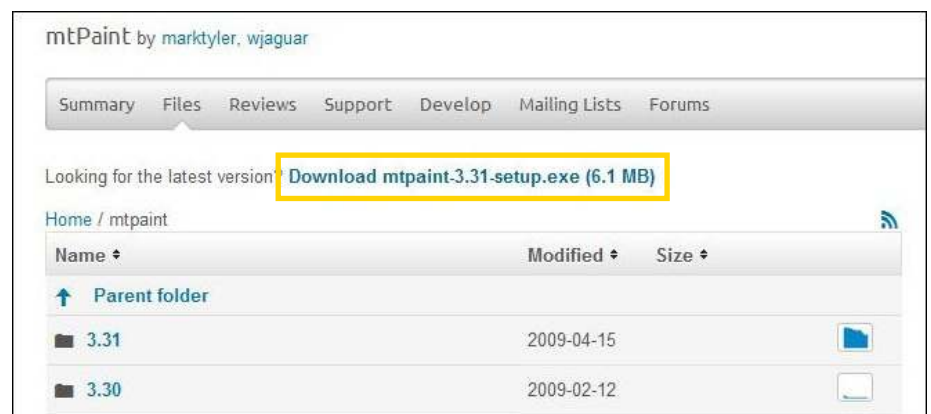 mtPaint by marktyler, wjaguar
Summary Files Reviews Support Develop Mailing Lists Forums
Looking for the latest version? Download mtpaint-3.31-setup.exe (6.1 MB)
Home / mtpaint
Name Modified Size
Parent folder
3.31 2009-04-15
3.30 2009-02-12